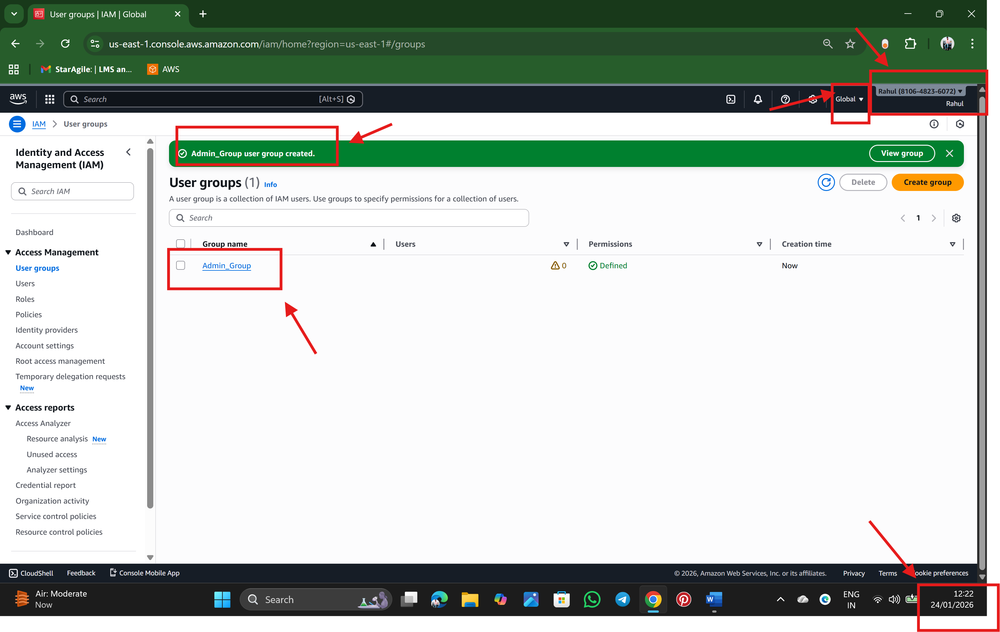 User groups | IAM | Global
us-east-1.console.aws.amazon.com/iam/home?region=us-east-1#/groups
StarAgile: | LMS an...
AWS
aws
Search
[Alt+S]
Global
Rahul (8106-4823-6072)
Rahul
IAM
User groups
Identity and Access
Management (IAM)
Search IAM
Dashboard
Access Management
User groups
Users
Roles
Policies
Identity providers
Account settings
Root access management
Temporary delegation requests
New
Access reports
Access Analyzer
Resource analysis New
Unused access
Analyzer settings
Credential report
Organization activity
Service control policies
Resource control policies
Admin_Group user group created.
View group
User groups (1) Info
Delete
Create group
A user group is a collection of IAM users. Use groups to specify permissions for a collection of users.
Search
1
Group name
Users
Permissions
Creation time
Admin_Group
0
Defined
Now
CloudShell
Feedback
Console Mobile App
© 2026, Amazon Web Services, Inc. or its affiliates.
Privacy
Terms
ookie preferences
Air: Moderate
Now
Search
W
ENG
IN
12:22
24/01/2026